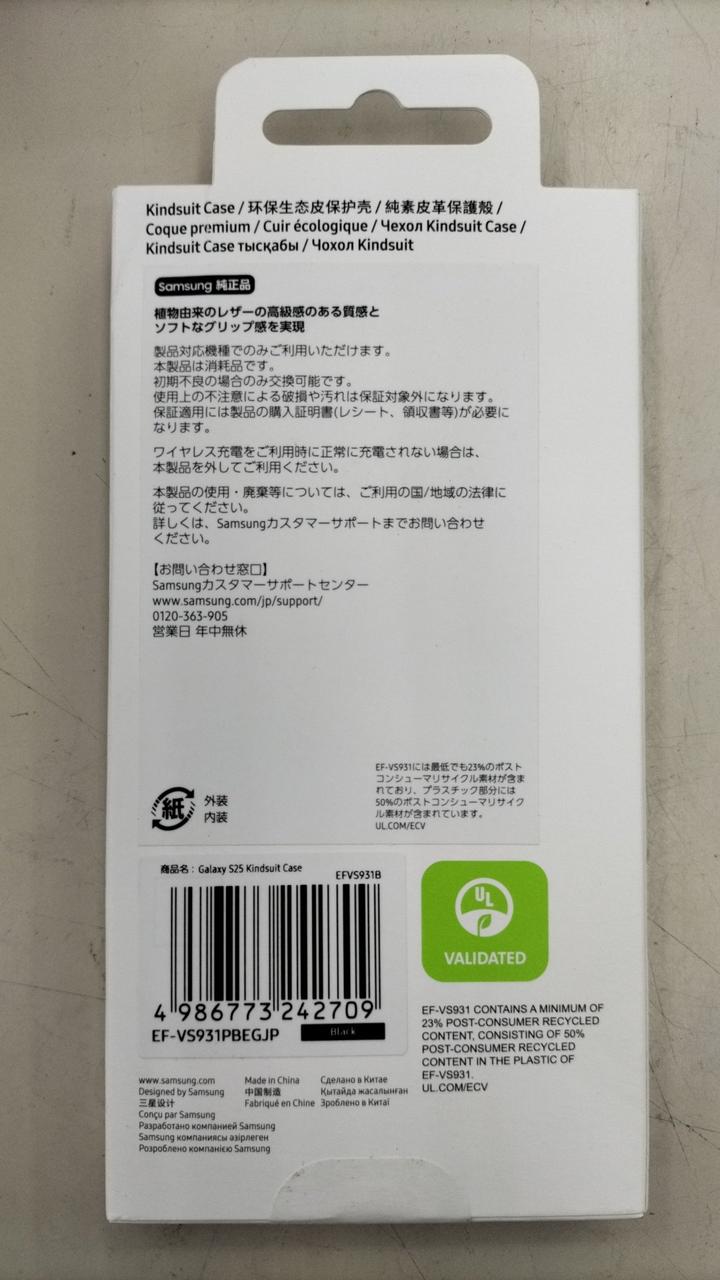 Kindsuit Case / 环保生态皮保护壳 / 純素皮革保護殼 /
Coque premium / Cuir écologique / Чехол Kindsuit Case /
Kindsuit Case тысқабы / Чохол Kindsuit
Samsung 純正品
植物由来のレザーの高級感のある質感と
ソフトなグリップ感を実現
製品対応機種でのみご利用いただけます。
本製品は消耗品です。
初期不良の場合のみ交換可能です。
使用上の不注意による破損や汚れは保証対象外になります。
保証適用には製品の購入証明書(レシート、領収書等)が必要に
なります。
ワイヤレス充電をご利用時に正常に充電されない場合は、
本製品を外してご利用ください。
本製品の使用・廃棄等については、ご利用の国/地域の法律に
従ってください。
詳しくは、Samsungカスタマーサポートまでお問い合わせ
ください。
【お問い合わせ窓口】
Samsungカスタマーサポートセンター
www.samsung.com/jp/support/
0120-363-905
営業日 年中無休
EF-VS931には最低でも23%のポスト
コンシューマリサイクル素材が含ま
れており、プラスチック部分には
50%のポストコンシューマリサイク
ル素材が含まれています。
UL.COM/ECV
紙
外装
内装
商品名：Galaxy S25 Kindsuit Case
EFVS931B
4 986773 242709
EF-VS931PBEGJP
Black
UL
VALIDATED
EF-VS931 CONTAINS A MINIMUM OF
23% POST-CONSUMER RECYCLED
CONTENT, CONSISTING OF 50%
POST-CONSUMER RECYCLED
CONTENT IN THE PLASTIC OF
EF-VS931.
UL.COM/ECV
www.samsung.com
Designed by Samsung
三星设计
Conçu par Samsung
Разработано компанией Samsung
Samsung компаниясы әзірлеген
Розроблено компанією Samsung
Made in China
中国制造
Fabriqué en Chine
Сделано в Китае
Қытайда жасалынған
Зроблено в Китаї